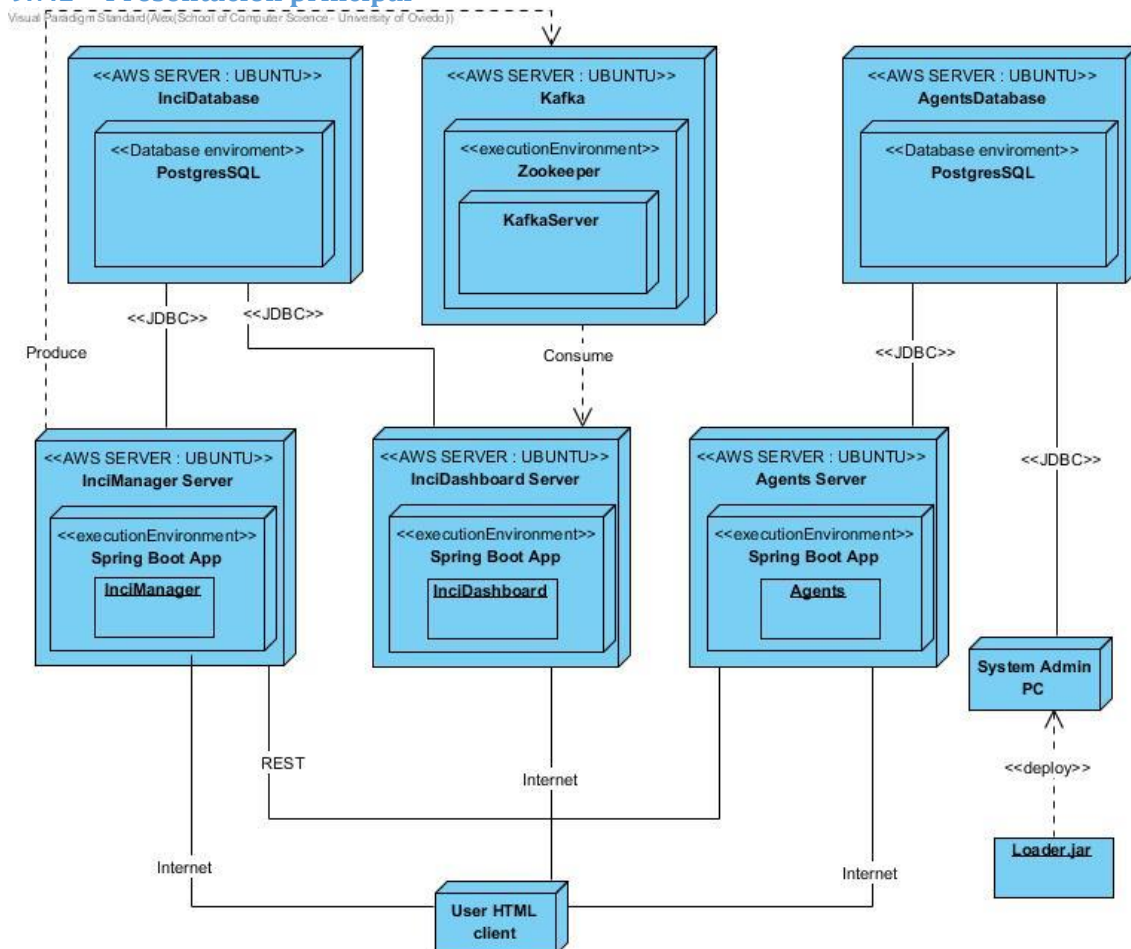 Visual Paradigm Standard(Alex(School of Computer Science - University of Oviedo))
<<AWS SERVER : UBUNTU>>
InciDatabase
<<Database enviroment>>
PostgresSQL
<<AWS SERVER : UBUNTU>>
Kafka
<<executionEnvironment>>
Zookeeper
KafkaServer
<<AWS SERVER : UBUNTU>>
AgentsDatabase
<<Database enviroment>>
PostgresSQL
<<JDBC>>
<<JDBC>>
Produce
Consume
<<JDBC>>
<<JDBC>>
<<AWS SERVER : UBUNTU>>
InciManager Server
<<executionEnvironment>>
Spring Boot App
InciManager
<<AWS SERVER : UBUNTU>>
InciDashboard Server
<<executionEnvironment>>
Spring Boot App
InciDashboard
<<AWS SERVER : UBUNTU>>
Agents Server
<<executionEnvironment>>
Spring Boot App
Agents
System Admin
PC
REST
Internet
<<deploy>>
Internet
Internet
Loader.jar
User HTML
client